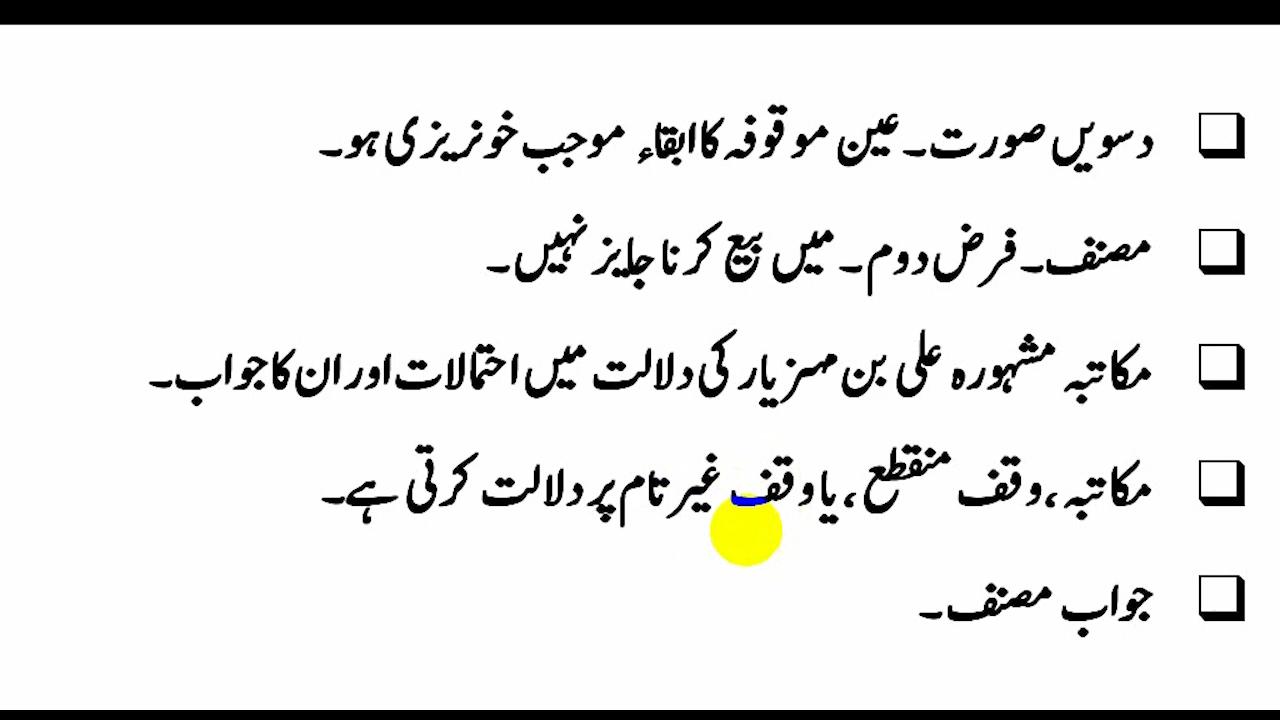 دسویں صورت۔ عین موقوفہ کا ابقاء موجب خونریزی ہو۔
مصنف۔ فرض دوم۔ میں بیع کرنا جایز نہیں۔
مکاتبہ مشہورہ علی بن مہزیار کی دلالت میں احتمالات اور ان کا جواب۔
مکاتبہ، وقف منقطع، یا وقف غیر تام پر دلالت کرتی ہے۔
جواب مصنف۔